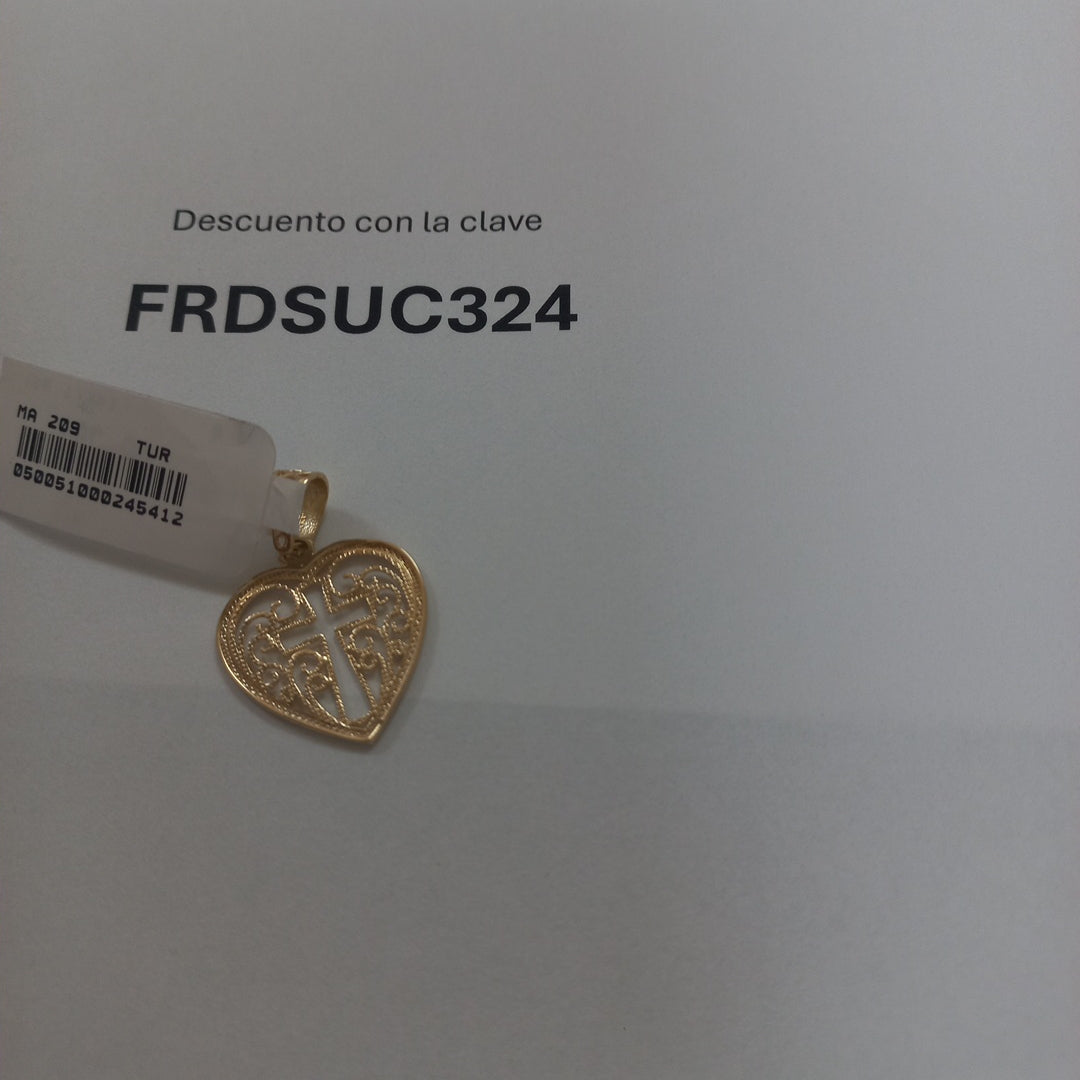 Descuento con la clave
FRDSUC324
MA 209
TUR
050051000245412